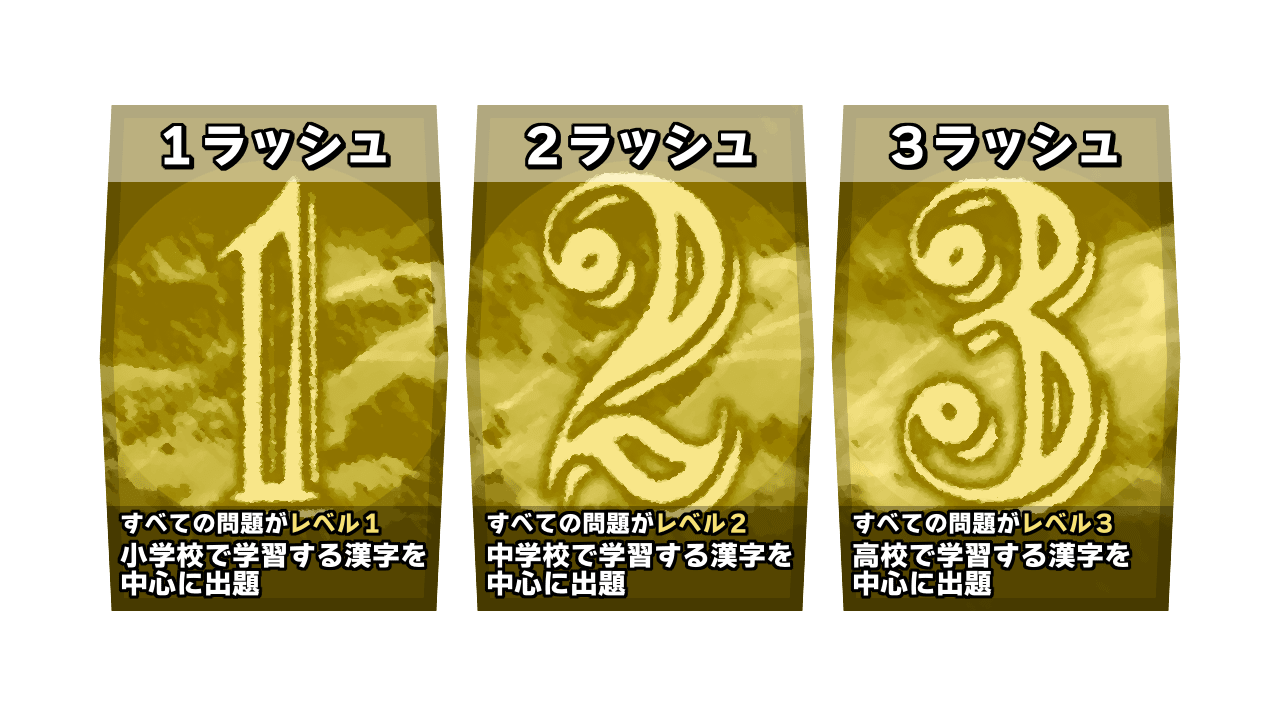 1ラッシュ
1
すべての問題がレベル1
小学校で学習する漢字を
中心に出題
2ラッシュ
2
すべての問題がレベル2
中学校で学習する漢字を
中心に出題
3ラッシュ
3
すべての問題がレベル3
高校で学習する漢字を
中心に出題